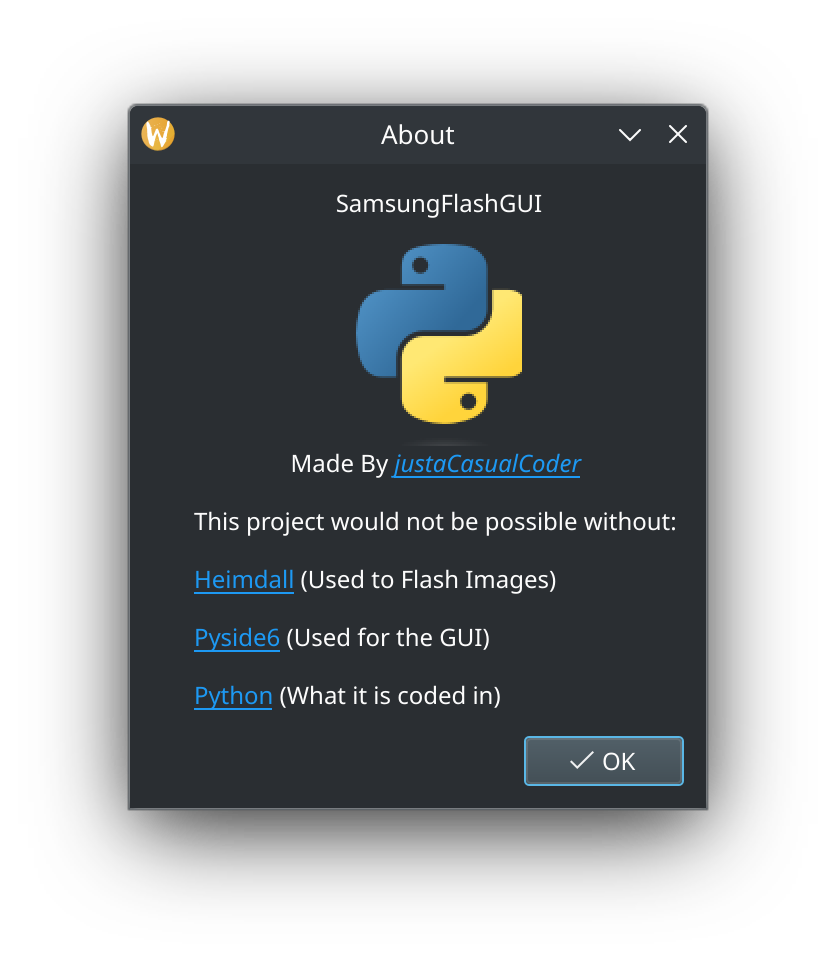 About
SamsungFlashGUI
Made By justaCasualCoder
This project would not be possible without:
Heimdall (Used to Flash Images)
Pyside6 (Used for the GUI)
Python (What it is coded in)
OK